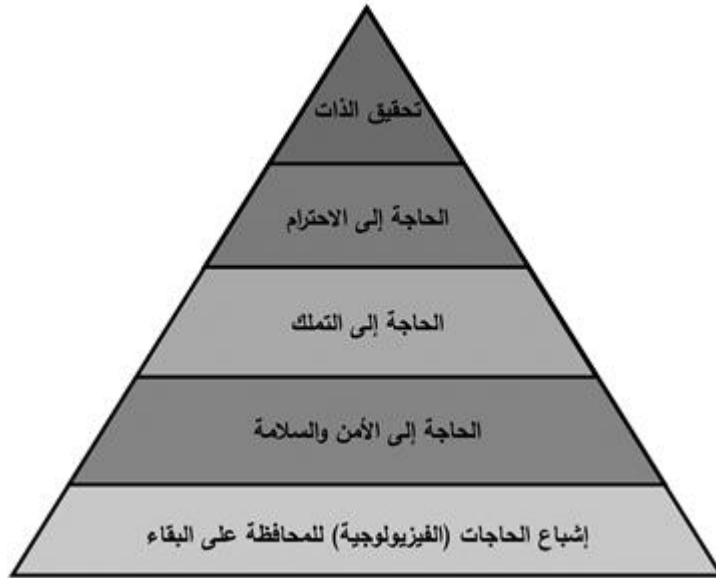 تحقيق الذات
الحاجة إلى الاحترام
الحاجة إلى التملك
الحاجة إلى الأمن والسلامة
إشباع الحاجات (الفيزيولوجية) للمحافظة على البقاء